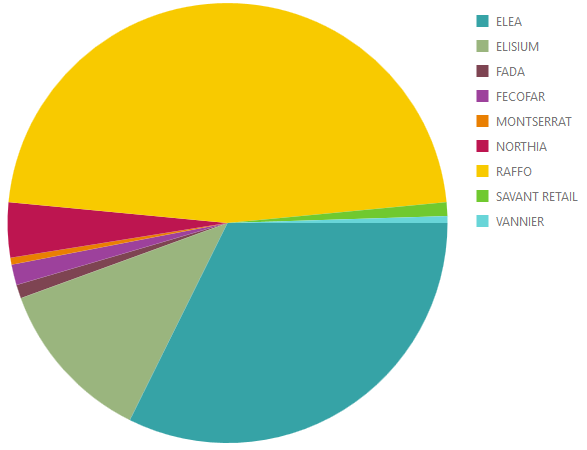 ELEA
ELISIUM
FADA
FECOFAR
MONTSERRAT
NORTHIA
RAFFO
SAVANT RETAIL
VANNIER